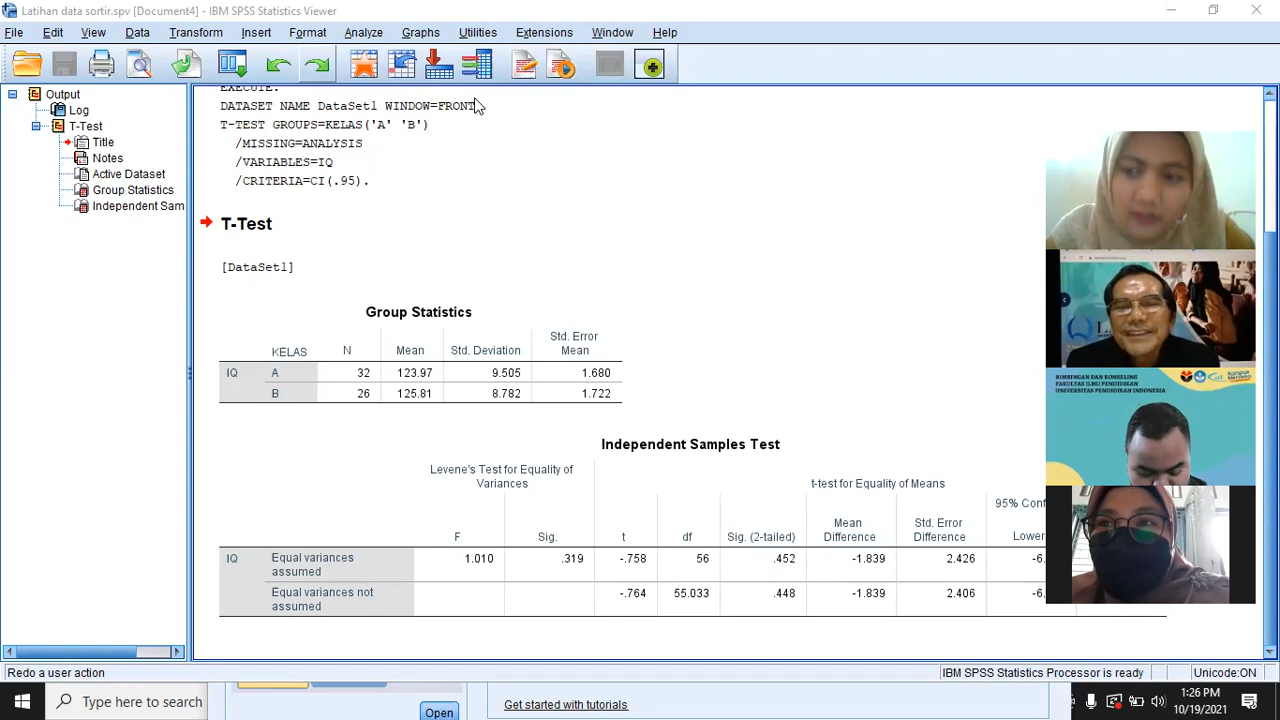 Latihan data sortir.spv [Document4] - IBM SPSS Statistics Viewer
File Edit View Data Transform Insert Format Analyze Graphs Utilities Extensions Window Help
Output
Log
T-Test
Title
Notes
Active Dataset
Group Statistics
Independent Sam
EXECUTE.
DATASET NAME DataSet1 WINDOW=FRONT
T-TEST GROUPS=KELAS('A' 'B')
/MISSING=ANALYSIS
/VARIABLES=IQ
/CRITERIA=CI(.95).
T-Test
[DataSet1]
Group Statistics
KELAS N Mean Std. Deviation Std. Error Mean
IQ A 32 123.97 9.505 1.680
B 26 125.81 8.782 1.722
Independent Samples Test
Levene's Test for Equality of Variances
t-test for Equality of Means
95% Conf
F Sig. t df Sig. (2-tailed) Mean Difference Std. Error Difference Lower
IQ Equal variances assumed 1.010 .319 -.758 56 .452 -1.839 2.426 -6.
Equal variances not assumed -.764 55.033 .448 -1.839 2.406 -6.
BIMBINGAN DAN KONSELING
FAKULTAS ILMU PENDIDIKAN
UNIVERSITAS PENDIDIKAN INDONESIA
Redo a user action
IBM SPSS Statistics Processor is ready
Unicode:ON
Type here to search
Open
Get started with tutorials
1:26 PM
10/19/2021